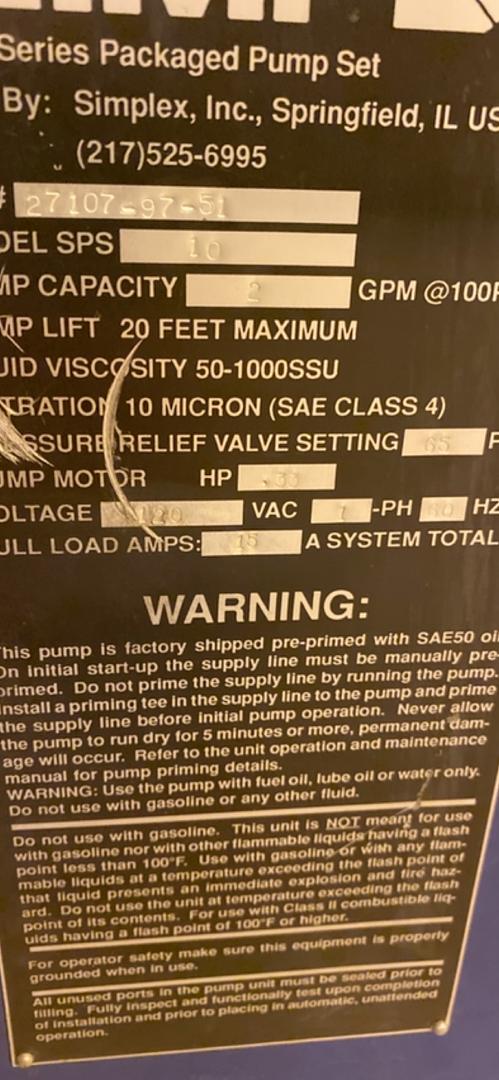 Series Packaged Pump Set
By: Simplex, Inc., Springfield, IL US
(217)525-6995
# 27107-97-51
DEL SPS 10
MP CAPACITY 2 GPM @100P
MP LIFT 20 FEET MAXIMUM
UID VISCOSITY 50-1000SSU
TRATION 10 MICRON (SAE CLASS 4)
SSURE RELIEF VALVE SETTING 65 P
UMP MOTOR HP .33
OLTAGE 120 VAC 1 -PH 60 HZ
ULL LOAD AMPS: 15 A SYSTEM TOTAL
WARNING:
This pump is factory shipped pre-primed with SAE50 oil
On initial start-up the supply line must be manually pre-
primed. Do not prime the supply line by running the pump.
Install a priming tee in the supply line to the pump and prime
the supply line before initial pump operation. Never allow
the pump to run dry for 5 minutes or more, permanent dam-
age will occur. Refer to the unit operation and maintenance
manual for pump priming details.
WARNING: Use the pump with fuel oil, lube oil or water only.
Do not use with gasoline or any other fluid.
Do not use with gasoline. This unit is NOT meant for use
with gasoline nor with other flammable liquids having a flash
point less than 100°F. Use with gasoline or with any flam-
mable liquids at a temperature exceeding the flash point of
that liquid presents an immediate explosion and fire haz-
ard. Do not use the unit at temperature exceeding the flash
point of its contents. For use with Class II combustible liq-
uids having a flash point of 100°F or higher.
For operator safety make sure this equipment is properly
grounded when in use.
All unused ports in the pump unit must be sealed prior to
filling. Fully inspect and functionally test upon completion
of installation and prior to placing in automatic, unattended
operation.